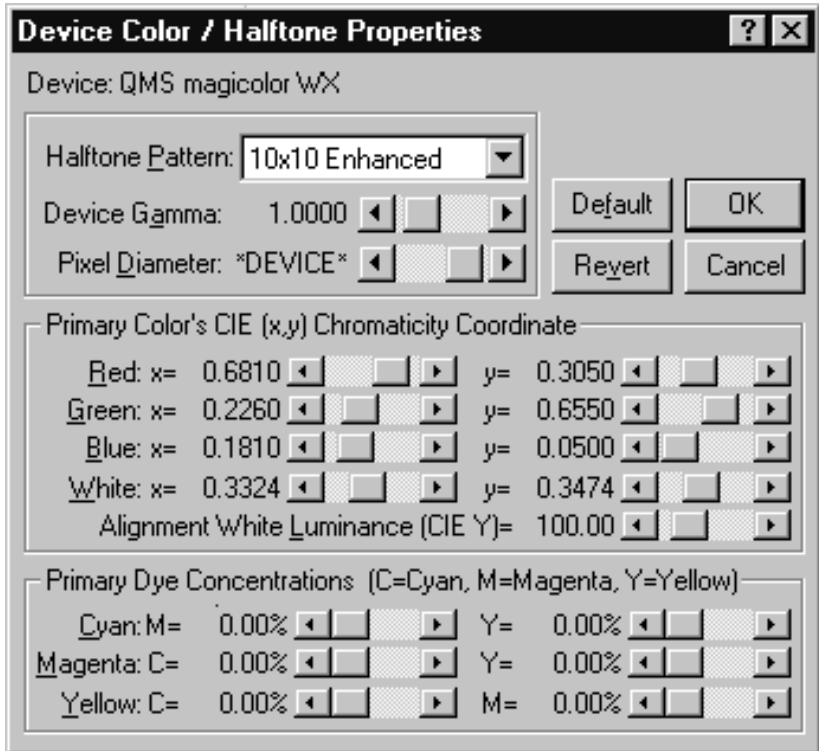 Device Color / Halftone Properties ? ×
Device: QMS magicolor WX
Halftone Pattern: 10x10 Enhanced
Device Gamma: 1.0000 Default OK
Pixel Diameter: *DEVICE* Revert Cancel
Primary Color's CIE (x,y) Chromaticity Coordinate
Red: x= 0.6810 y= 0.3050
Green: x= 0.2260 y= 0.6550
Blue: x= 0.1810 y= 0.0500
White: x= 0.3324 y= 0.3474
Alignment White Luminance (CIE Y)= 100.00
Primary Dye Concentrations (C=Cyan, M=Magenta, Y=Yellow)
Cyan: M= 0.00% Y= 0.00%
Magenta: C= 0.00% Y= 0.00%
Yellow: C= 0.00% M= 0.00%